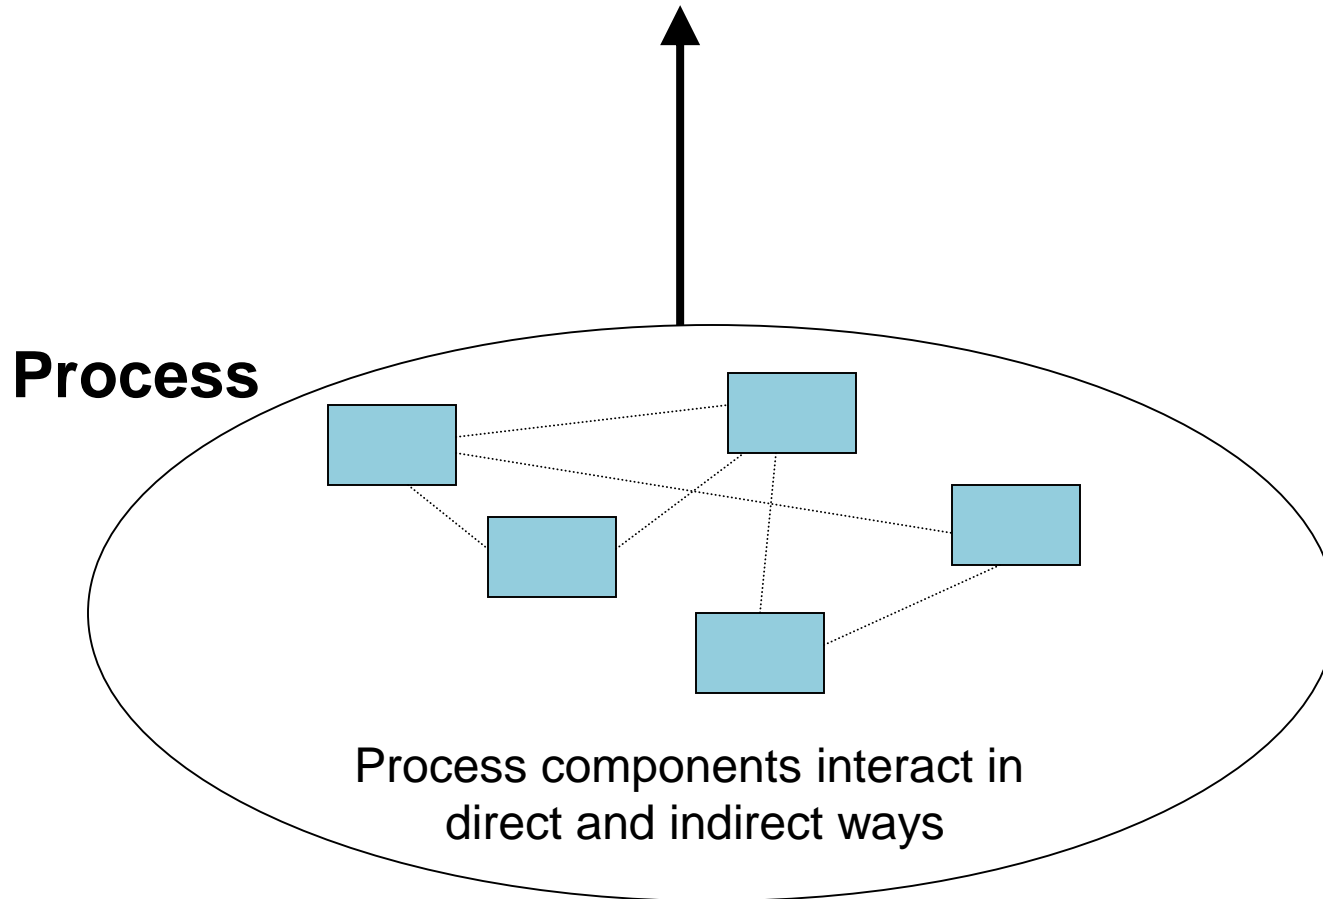 Process
Process components interact in
direct and indirect ways